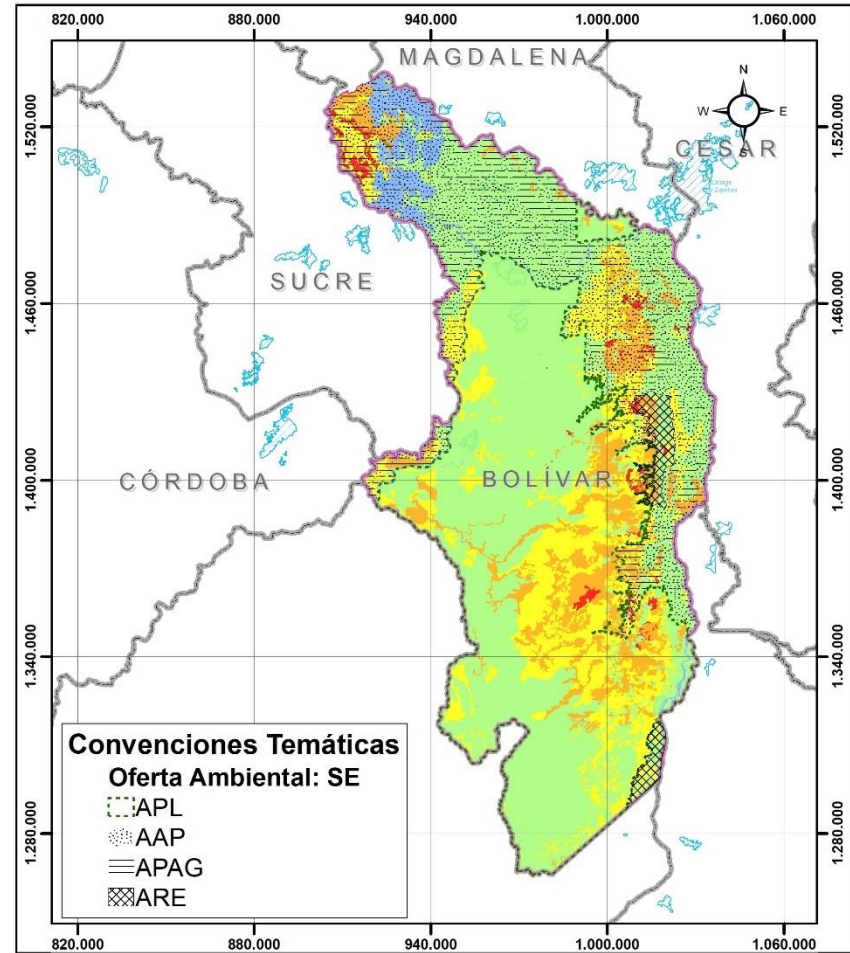 820.000 880.000 940.000 1.000.000 1.060.000
MAGDALENA
N
W E
S
CESAR
1.520.000 1.520.000
SUCRE
1.460.000 1.460.000
CÓRDOBA
BOLÍVAR
1.400.000 1.400.000
1.340.000 1.340.000
Convenciones Temáticas
Oferta Ambiental: SE
APL
AAP
APAG
ARE
1.280.000 1.280.000
820.000 880.000 940.000 1.000.000 1.060.000